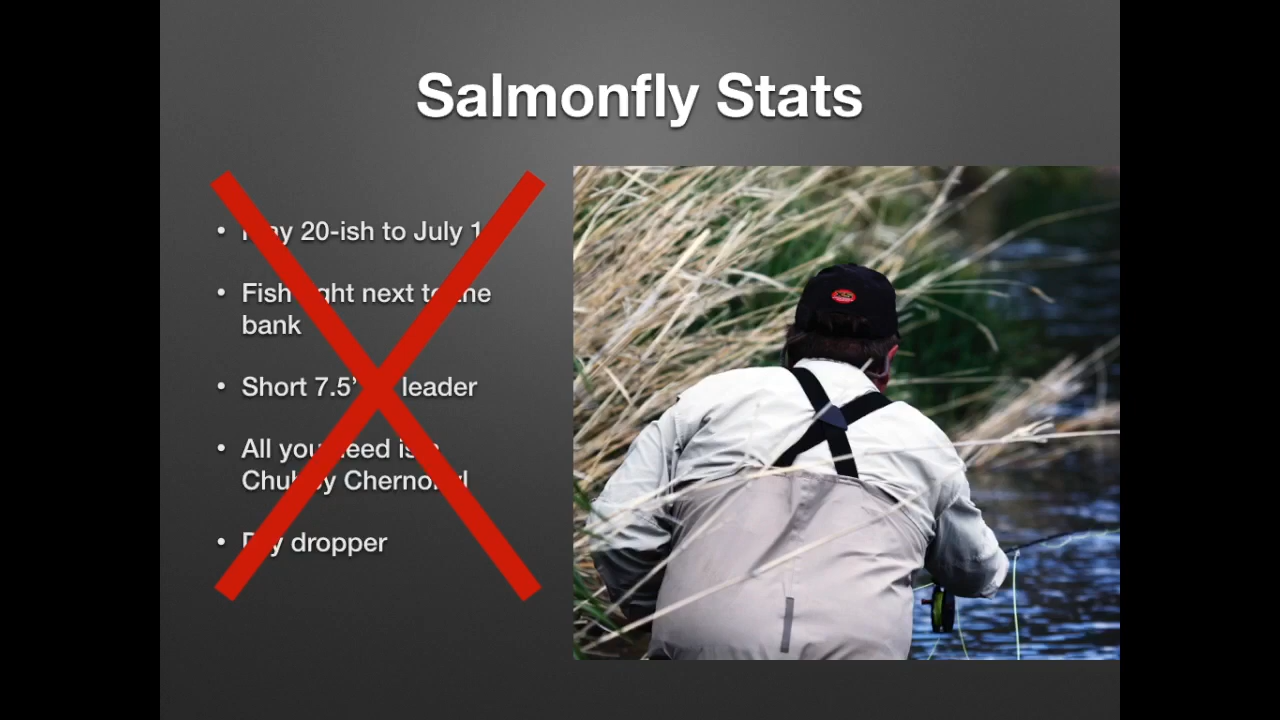 Salmonfly Stats
• May 20-ish to July 1
• Fish right next to the
bank
• Short 7.5’ leader
• All you need is a
Chubby Chernobyl
• Dry dropper